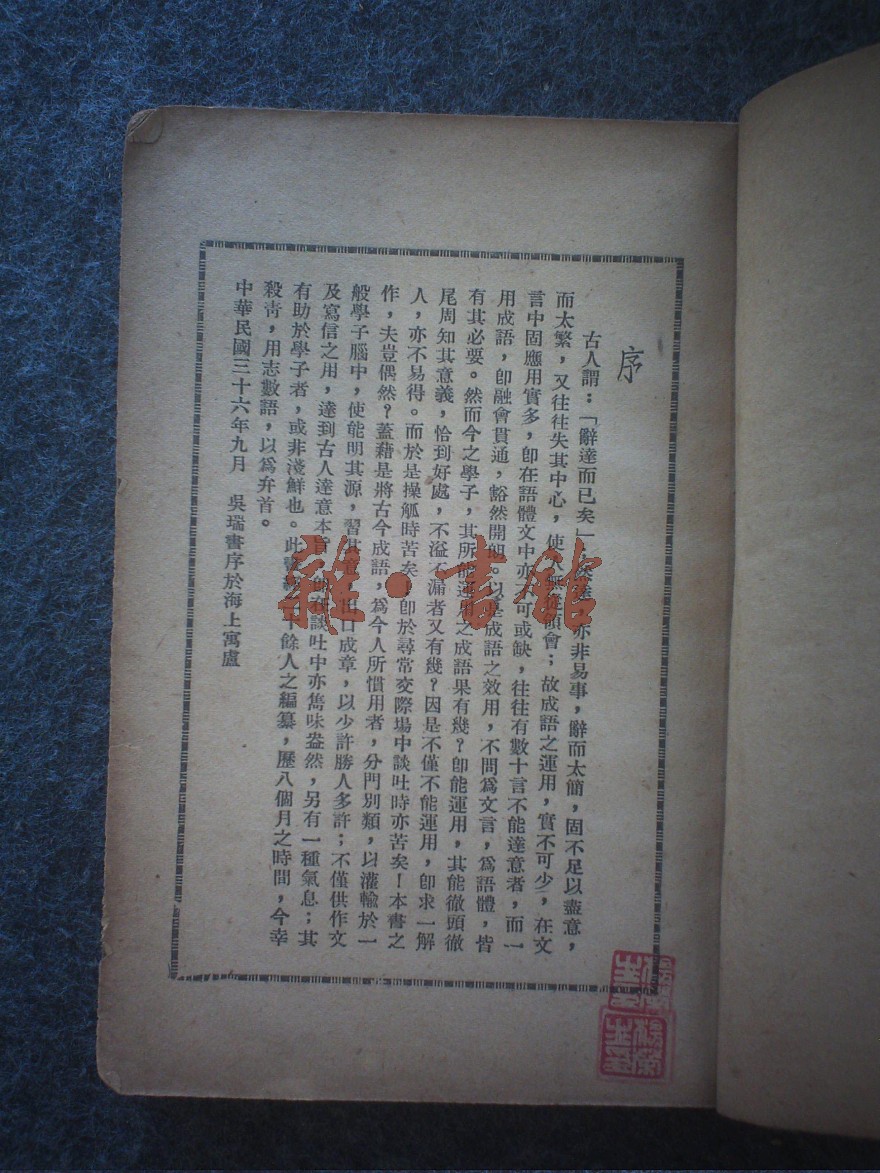 序
古人謂：「辭達而已矣」亦非易事，辭而太簡，固不足以盡意，
而太繁，又往往失其中心，使人無從領會；故成語之運用，實不可少，在文
言中固應用實多，卽在語體文中亦不可或缺，往往有數十言不能達意者，而一
用成語，卽融會貫通，豁然開朗。以是成語之效用，不問爲文言，爲語體，皆
有其必要。然而今之學子，其所能運用之成語果有幾？卽能運用，其能徹頭徹
尾周知其意義，恰到好處，不溢不漏者又有幾？因是不僅不能運用，卽求一解
人，亦不易得。而於是操觚時苦矣，卽於尋常交際場中談吐時亦苦矣！本書之
作，夫豈偶然？蓋藉是將古今成語，爲今人所慣用者，分門別類，以灌輸於一
般學子腦中，使能明其源，習其，出口成章，以少許勝人多許；不僅供作文
及寫信之用，達到古人達意本旨，卽在談吐中亦雋味盎然，另有一種氣息；其
有助於學子者，或非淺鮮也。此書十餘人之編纂，歷八個月之時間，今幸
殺靑，用志數語，以爲弁首。
中華民國三十六年九月　吳瑞書序於海上寓廬
雜·書館